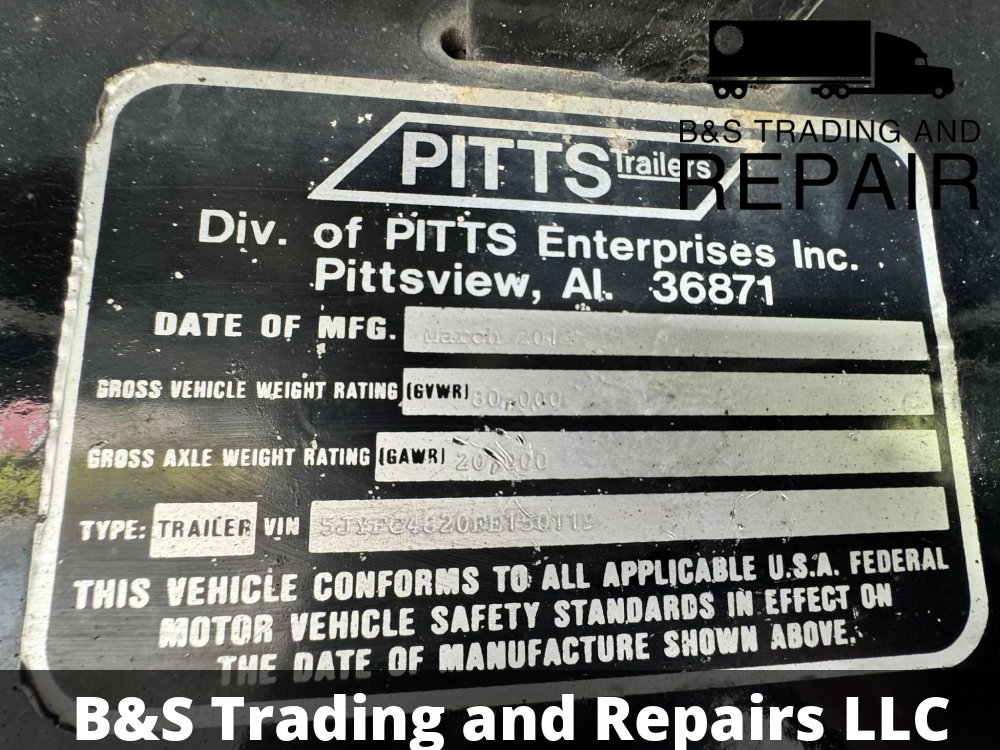 B&S TRADING AND
REPAIR
PITTS Trailers
Div. of PITTS Enterprises Inc.
Pittsview, Al. 36871
DATE OF MFG. March
GROSS VEHICLE WEIGHT RATING (GVWR)
GROSS AXLE WEIGHT RATING (GAWR)
TYPE: TRAILER VIN
THIS VEHICLE CONFORMS TO ALL APPLICABLE U.S.A. FEDERAL
MOTOR VEHICLE SAFETY STANDARDS IN EFFECT ON
THE DATE OF MANUFACTURE SHOWN ABOVE.
B&S Trading and Repairs LLC